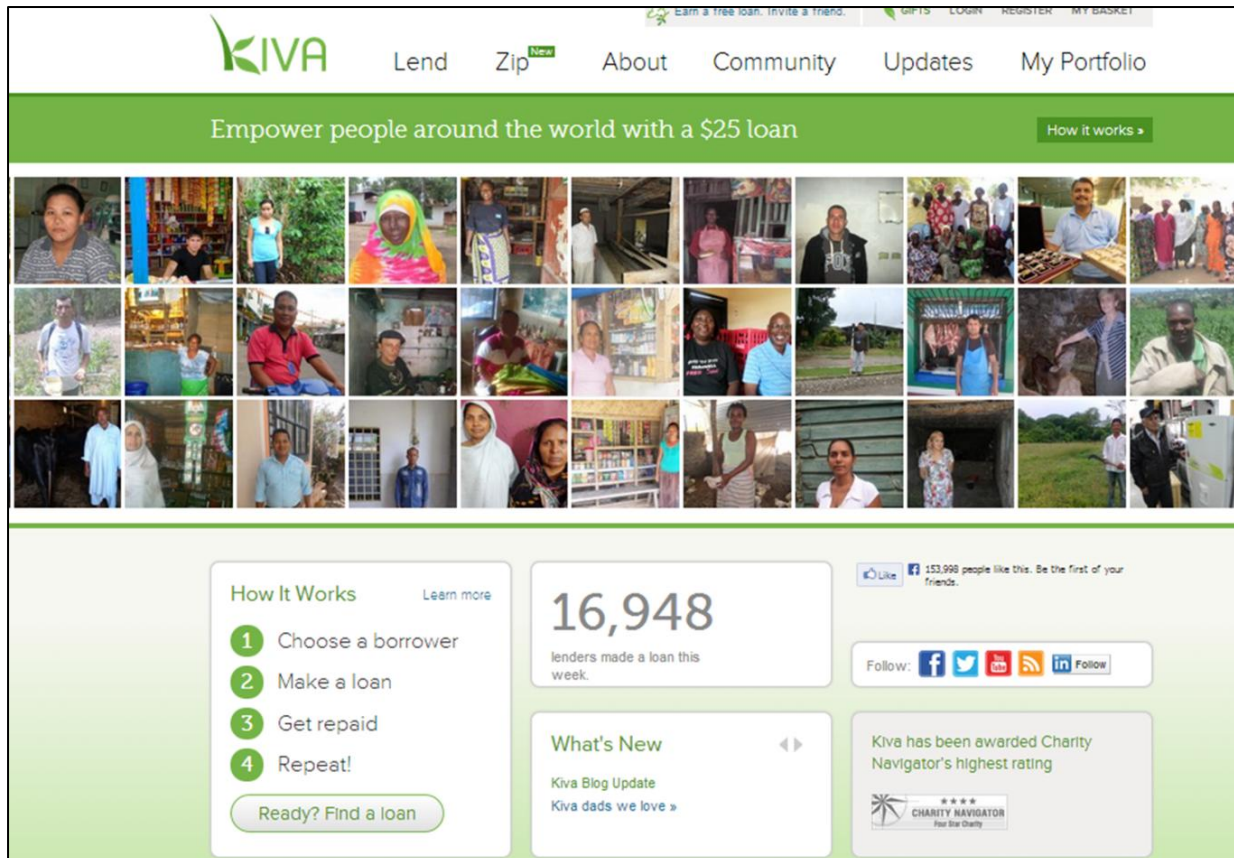 Earn a free loan. Invite a friend.
GIFTS LOGIN REGISTER MY BASKET
KIVA
Lend Zip New About Community Updates My Portfolio
Empower people around the world with a $25 loan
How it works »
How It Works Learn more
1 Choose a borrower
2 Make a loan
3 Get repaid
4 Repeat!
Ready? Find a loan
16,948
lenders made a loan this
week.
What's New
Kiva Blog Update
Kiva dads we love »
Like 153,998 people like this. Be the first of your
friends.
Follow: You Tube in Follow
Kiva has been awarded Charity
Navigator's highest rating
CHARITY NAVIGATOR
Four Star Charity